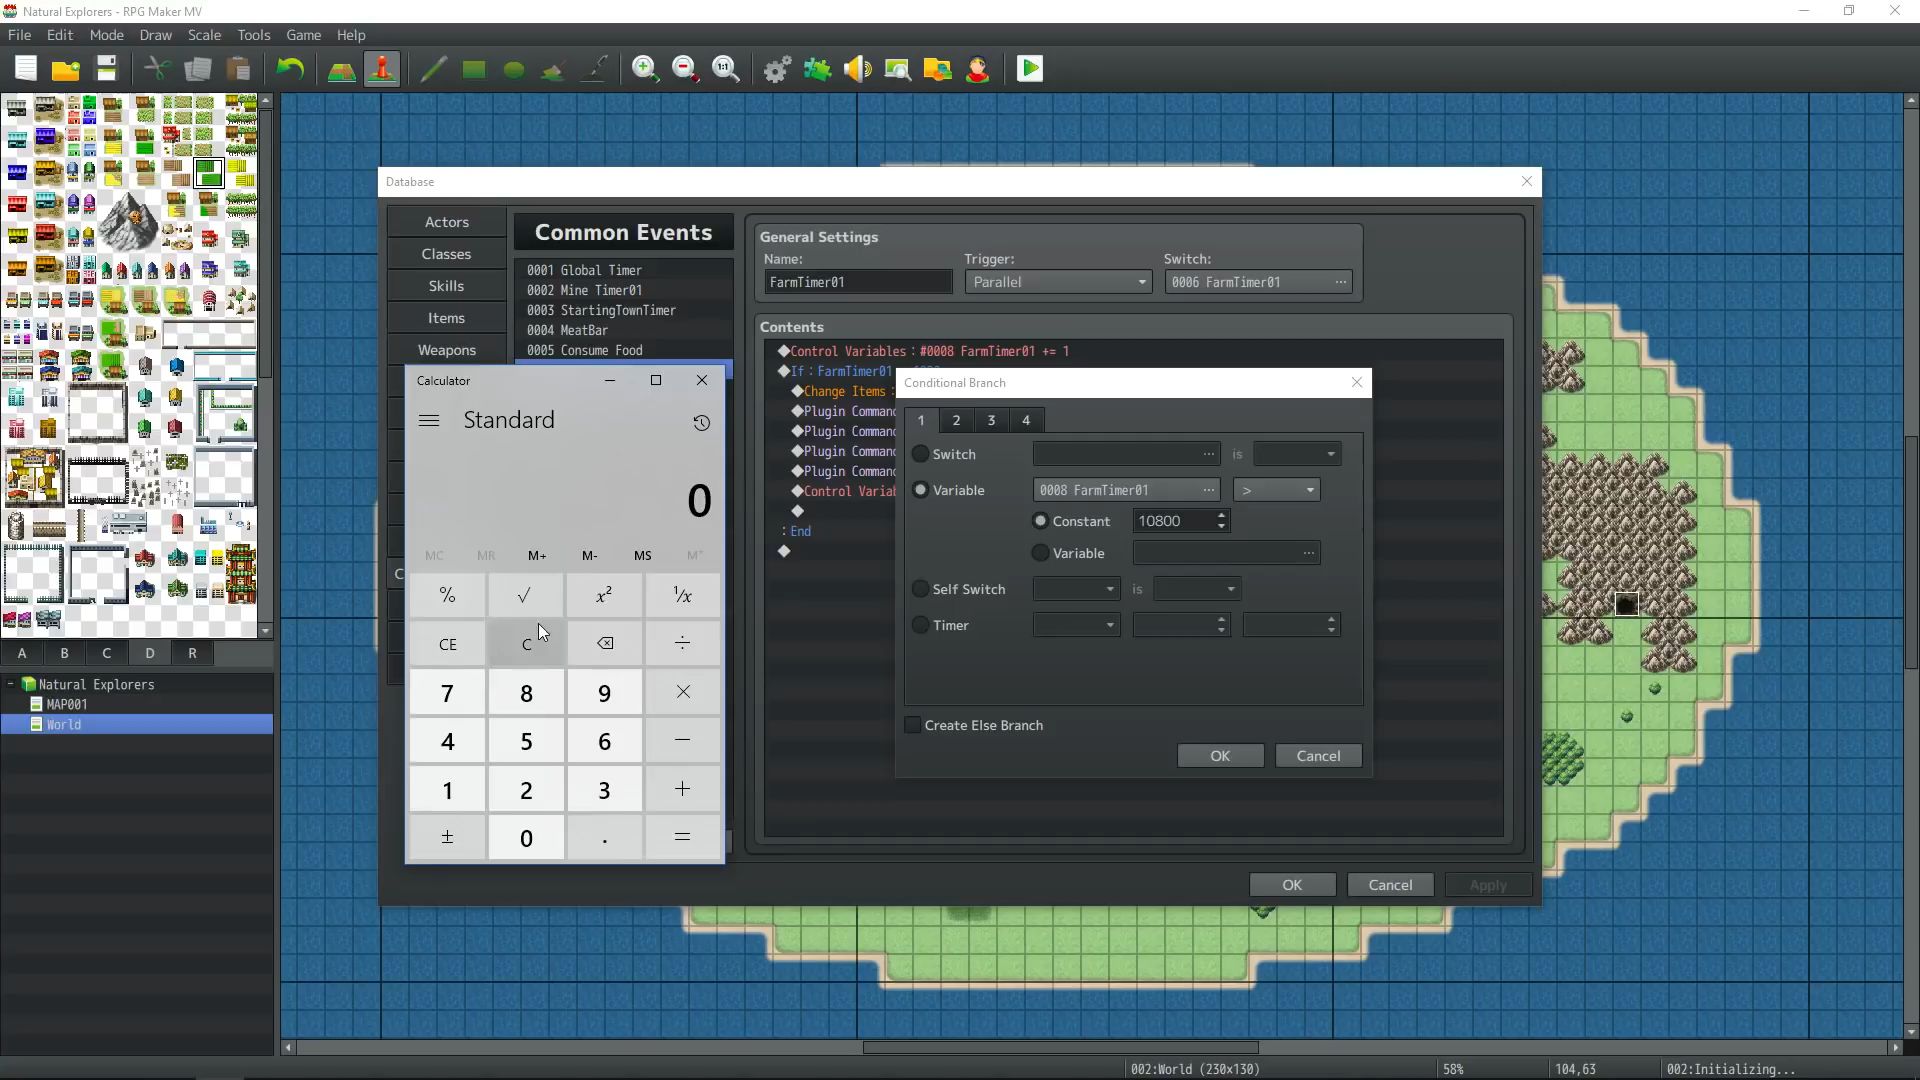 Natural Explorers - RPG Maker MV
File Edit Mode Draw Scale Tools Game Help
1:1
Database
Actors
Classes
Skills
Items
Weapons
C
Common Events
0001 Global Timer
0002 Mine Timer01
0003 StartingTownTimer
0004 MeatBar
0005 Consume Food
General Settings
Name: Trigger: Switch:
FarmTimer01 Parallel 0006 FarmTimer01 ...
Contents
◆Control Variables : #0008 FarmTimer01 += 1
◆If : FarmTimer01
◆Change Items :
◆Plugin Command
◆Plugin Command
◆Plugin Command
◆Plugin Command
◆Control Variab
◆
: End
◆
Calculator
Standard
0
MC MR M+ M- MS
% √ x² ¹/x
CE C ÷
7 8 9 ×
4 5 6 −
1 2 3 +
± 0 . =
Conditional Branch
1 2 3 4
Switch ... is
Variable 0008 FarmTimer01 ... >
Constant 10800
Variable ...
Self Switch is
Timer
Create Else Branch
OK Cancel
OK Cancel Apply
A B C D R
Natural Explorers
MAP001
World
002:World (230x130) 58% 104,63 002:Initializing...